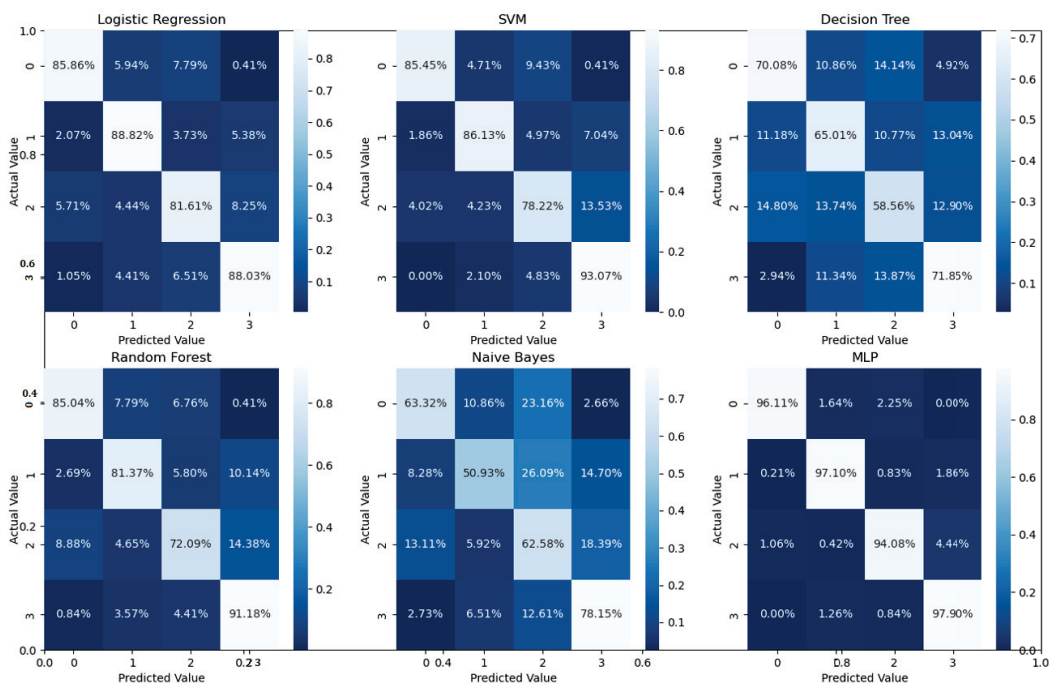 Logistic Regression
SVM
Decision Tree
1.0
0 85.86% 5.94% 7.79% 0.41%
1 2.07% 88.82% 3.73% 5.38%
0.8
2 5.71% 4.44% 81.61% 8.25%
0.6
3 1.05% 4.41% 6.51% 88.03%
Actual Value
0 1 2 3
Predicted Value
0.8
0.7
0.6
0.5
0.4
0.3
0.2
0.1
0 85.45% 4.71% 9.43% 0.41%
1 1.86% 86.13% 4.97% 7.04%
2 4.02% 4.23% 78.22% 13.53%
3 0.00% 2.10% 4.83% 93.07%
Actual Value
0 1 2 3
Predicted Value
0.8
0.6
0.4
0.2
0.0
0 70.08% 10.86% 14.14% 4.92%
1 11.18% 65.01% 10.77% 13.04%
2 14.80% 13.74% 58.56% 12.90%
3 2.94% 11.34% 13.87% 71.85%
Actual Value
0 1 2 3
Predicted Value
0.7
0.6
0.5
0.4
0.3
0.2
0.1
Random Forest
Naive Bayes
MLP
0.4
0 85.04% 7.79% 6.76% 0.41%
1 2.69% 81.37% 5.80% 10.14%
0.2
2 8.88% 4.65% 72.09% 14.38%
3 0.84% 3.57% 4.41% 91.18%
0.0
Actual Value
0.0 0 1 2 0.2 3
Predicted Value
0.8
0.6
0.4
0.2
0 63.32% 10.86% 23.16% 2.66%
1 8.28% 50.93% 26.09% 14.70%
2 13.11% 5.92% 62.58% 18.39%
3 2.73% 6.51% 12.61% 78.15%
Actual Value
0 0.4 1 2 3 0.6
Predicted Value
0.7
0.6
0.5
0.4
0.3
0.2
0.1
0 96.11% 1.64% 2.25% 0.00%
1 0.21% 97.10% 0.83% 1.86%
2 1.06% 0.42% 94.08% 4.44%
3 0.00% 1.26% 0.84% 97.90%
Actual Value
0 0.8 2 3 1.0
Predicted Value
0.8
0.6
0.4
0.2
0.0